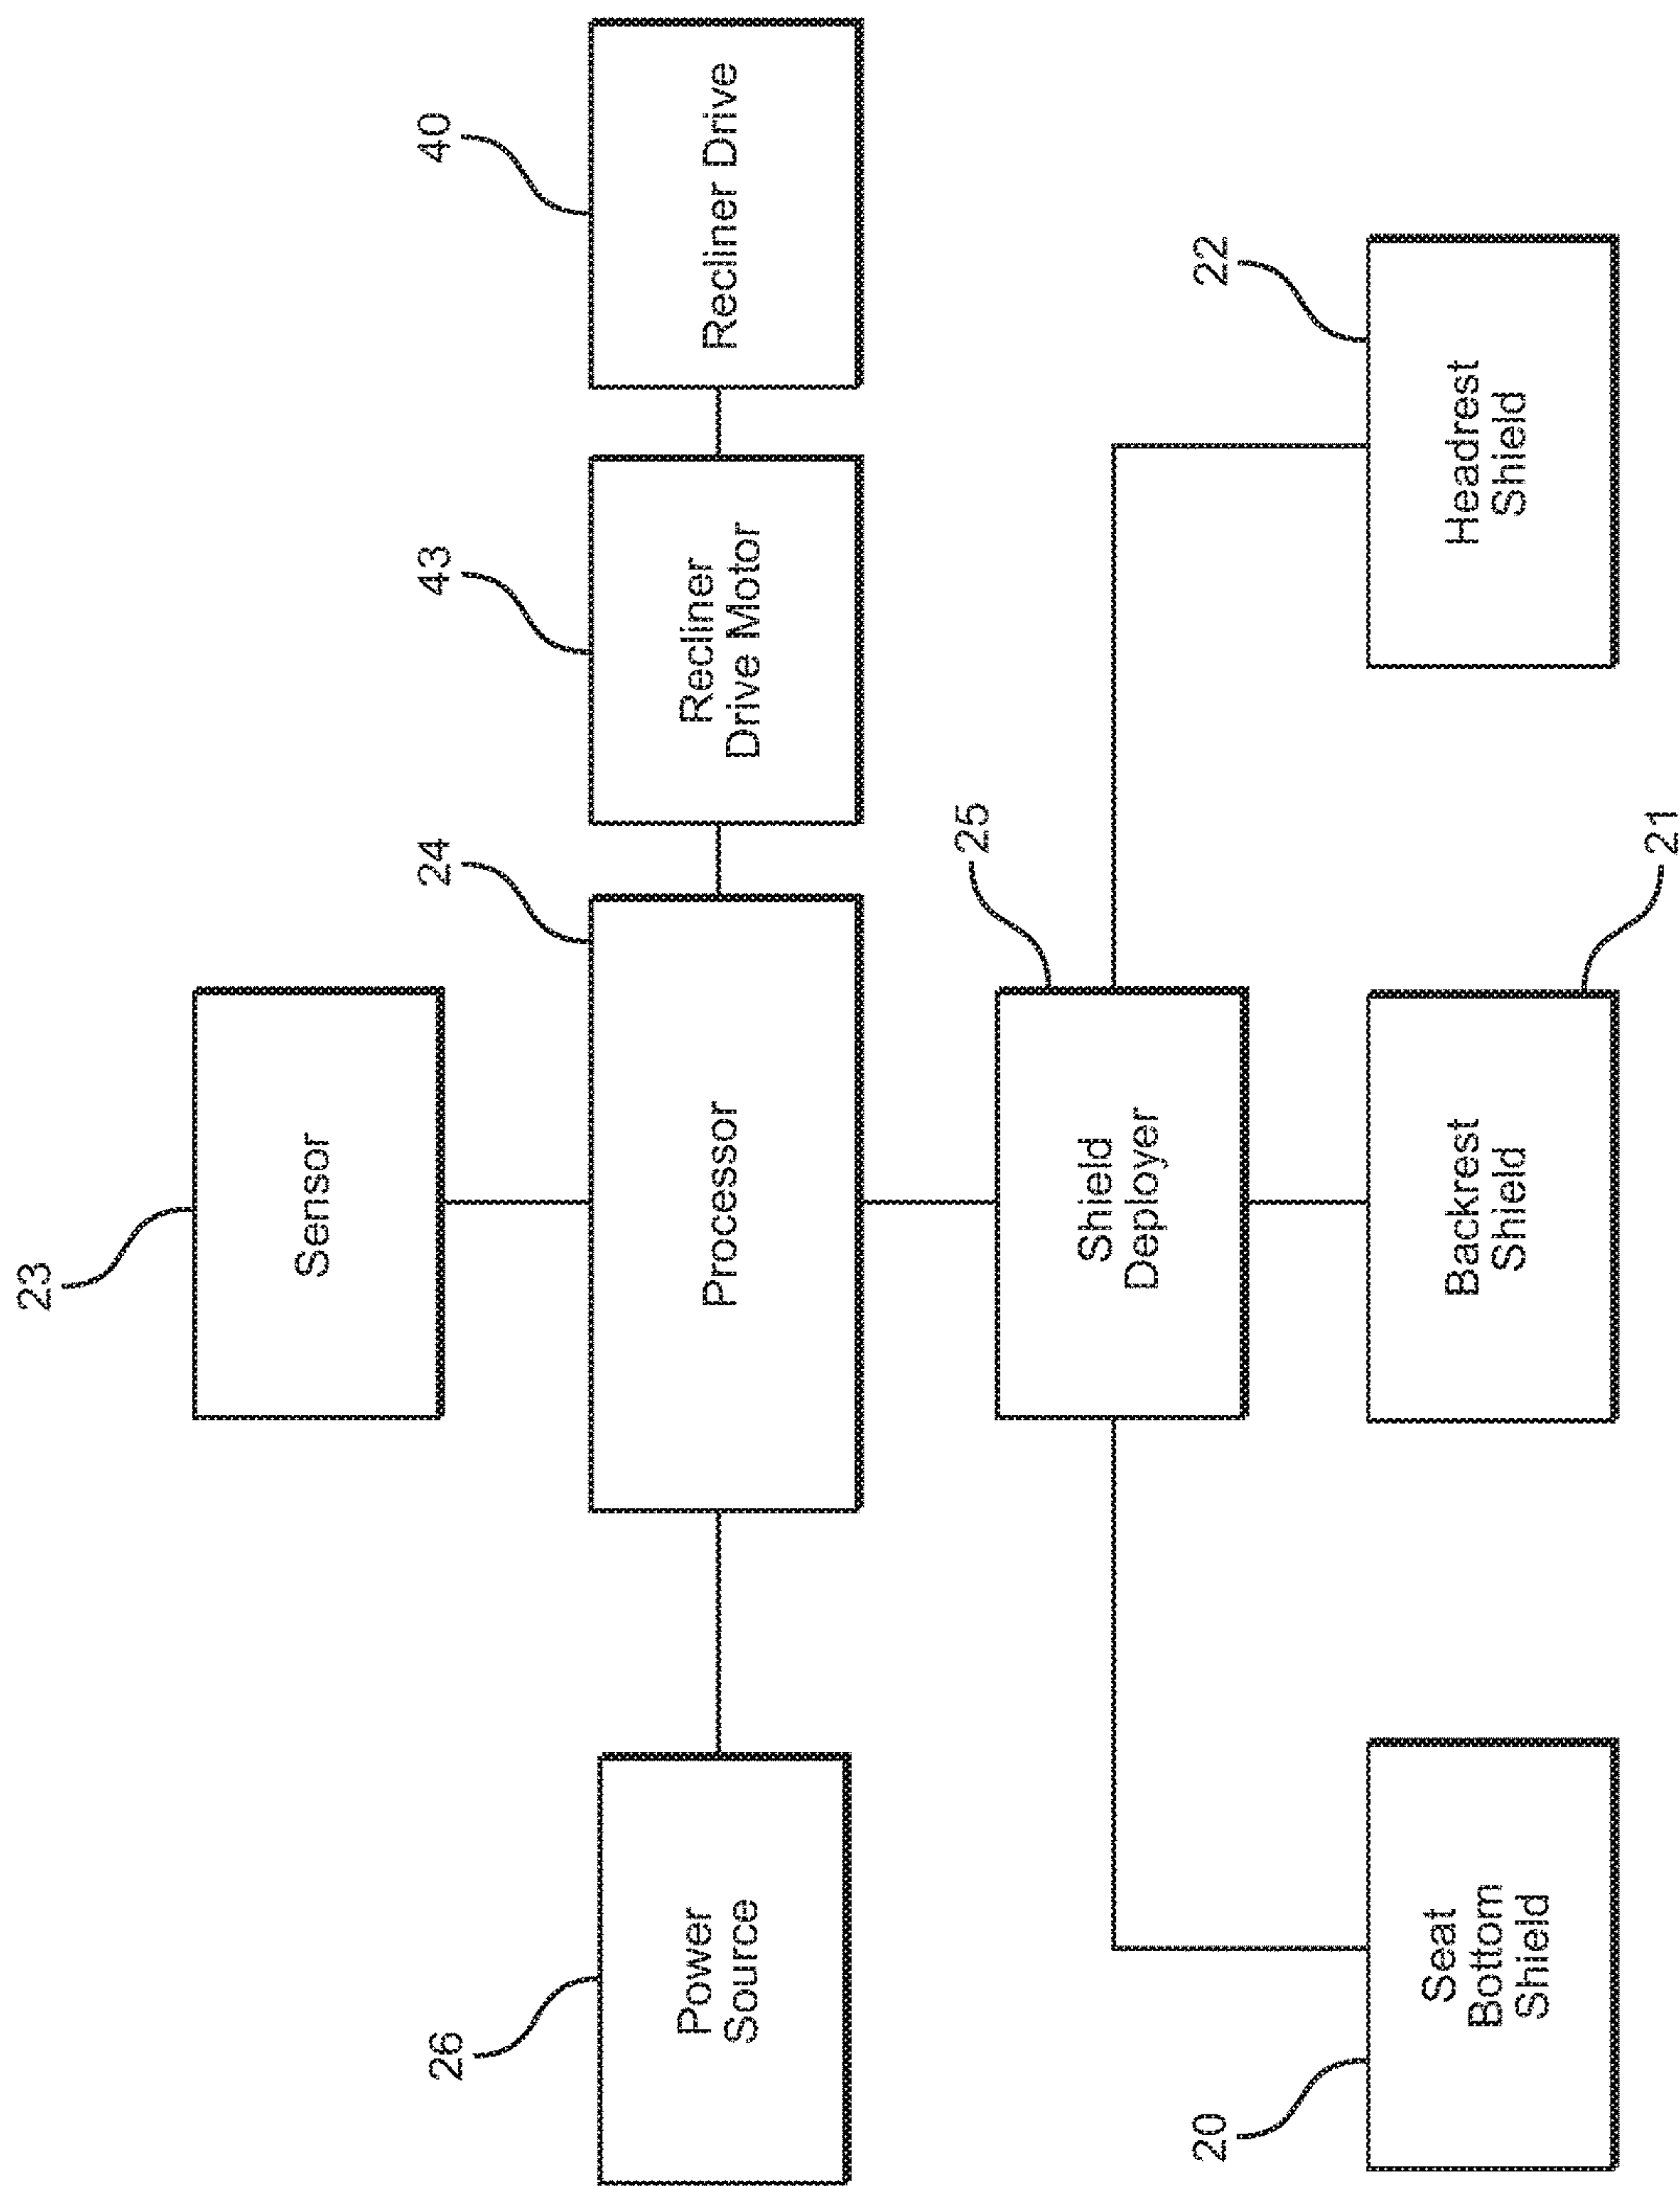 23
Sensor
26
Power
Source
24
Processor
43
Recliner
Drive Motor
40
Recliner Drive
25
Shield
Deployer
20
Seat
Bottom
Shield
Backrest
Shield
21
22
Headrest
Shield